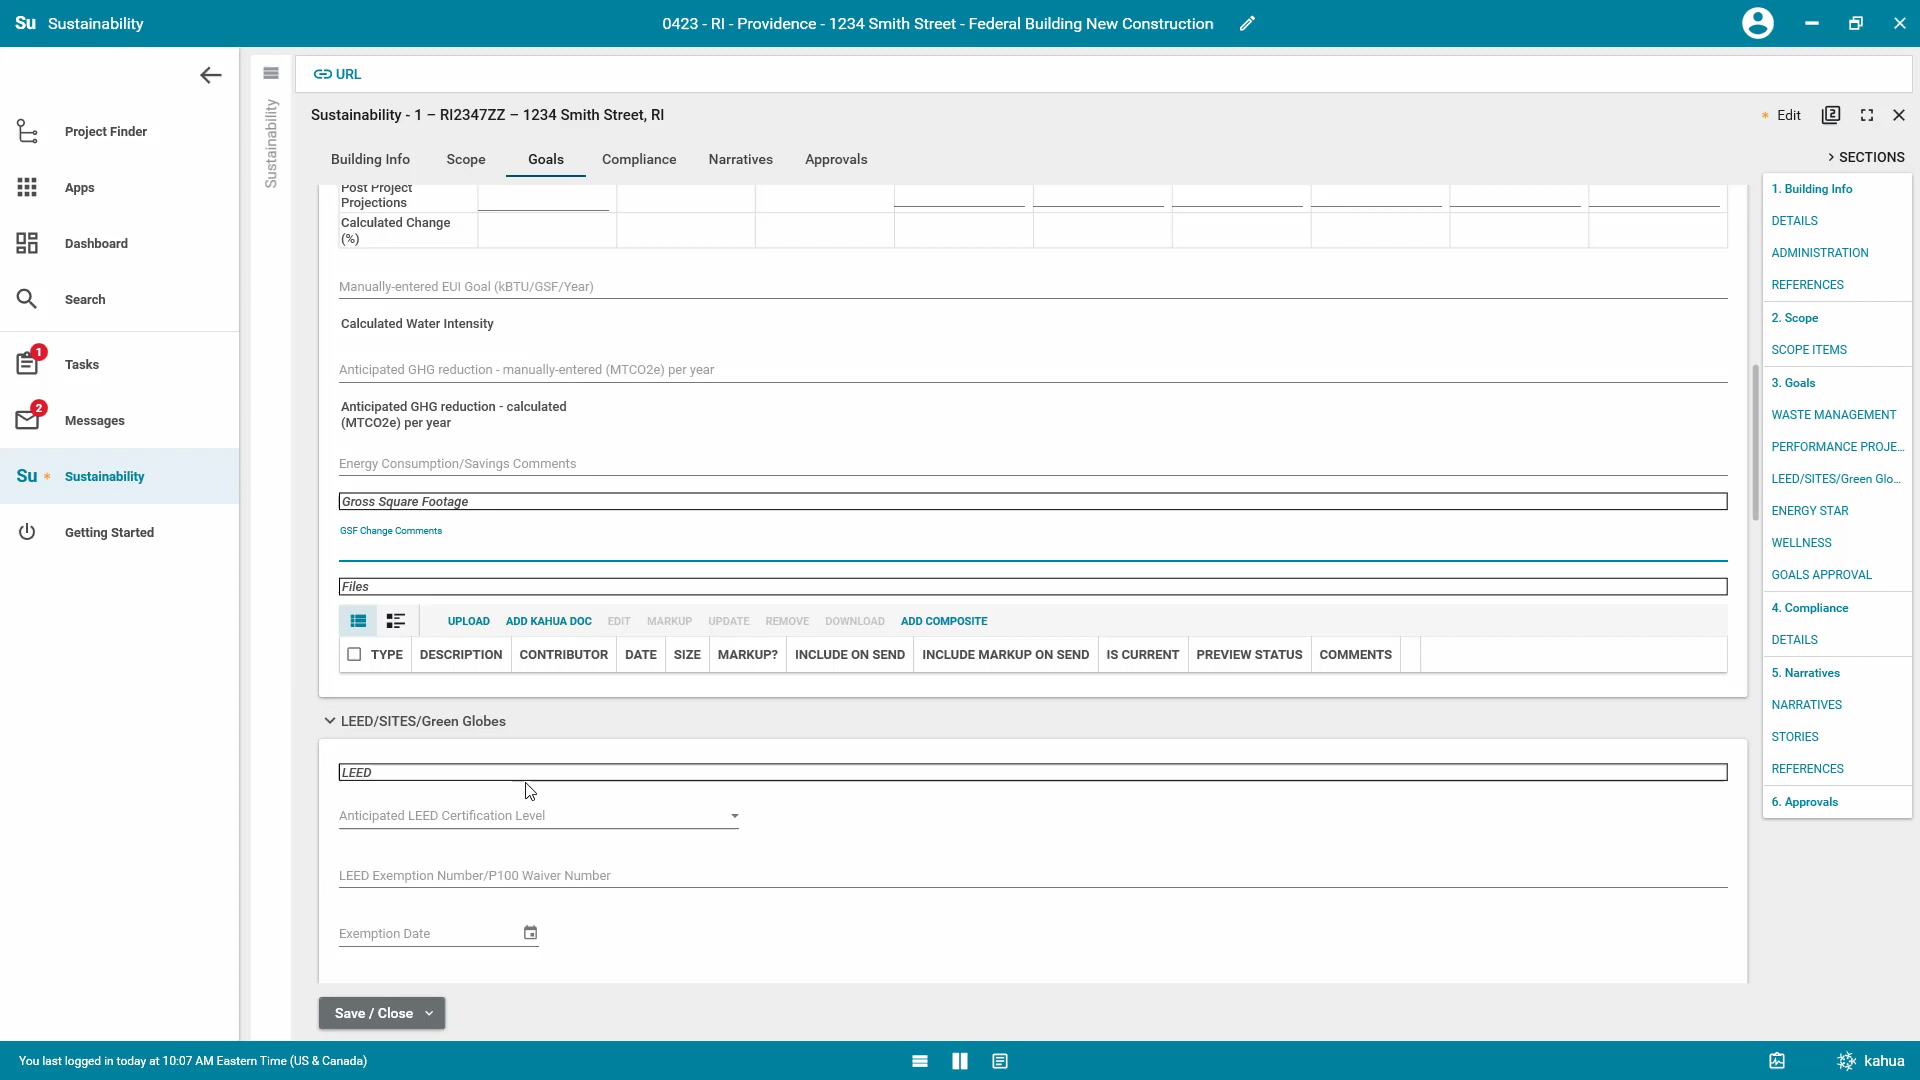 Su Sustainability
0423 - RI - Providence - 1234 Smith Street - Federal Building New Construction
URL
Sustainability
Sustainability - 1 – RI2347ZZ – 1234 Smith Street, RI
* Edit
2
Building Info Scope Goals Compliance Narratives Approvals
SECTIONS
Project Finder
Apps
Dashboard
Search
1
Tasks
2
Messages
Su * Sustainability
Getting Started
Post Project
Projections
Calculated Change
(%)
Manually-entered EUI Goal (kBTU/GSF/Year)
Calculated Water Intensity
Anticipated GHG reduction - manually-entered (MTCO2e) per year
Anticipated GHG reduction - calculated
(MTCO2e) per year
Energy Consumption/Savings Comments
Gross Square Footage
GSF Change Comments
Files
UPLOAD ADD KAHUA DOC EDIT MARKUP UPDATE REMOVE DOWNLOAD ADD COMPOSITE
TYPE DESCRIPTION CONTRIBUTOR DATE SIZE MARKUP? INCLUDE ON SEND INCLUDE MARKUP ON SEND IS CURRENT PREVIEW STATUS COMMENTS
LEED/SITES/Green Globes
LEED
Anticipated LEED Certification Level
LEED Exemption Number/P100 Waiver Number
Exemption Date
Save / Close
1. Building Info
DETAILS
ADMINISTRATION
REFERENCES
2. Scope
SCOPE ITEMS
3. Goals
WASTE MANAGEMENT
PERFORMANCE PROJE...
LEED/SITES/Green Glo...
ENERGY STAR
WELLNESS
GOALS APPROVAL
4. Compliance
DETAILS
5. Narratives
NARRATIVES
STORIES
REFERENCES
6. Approvals
You last logged in today at 10:07 AM Eastern Time (US & Canada)
kahua